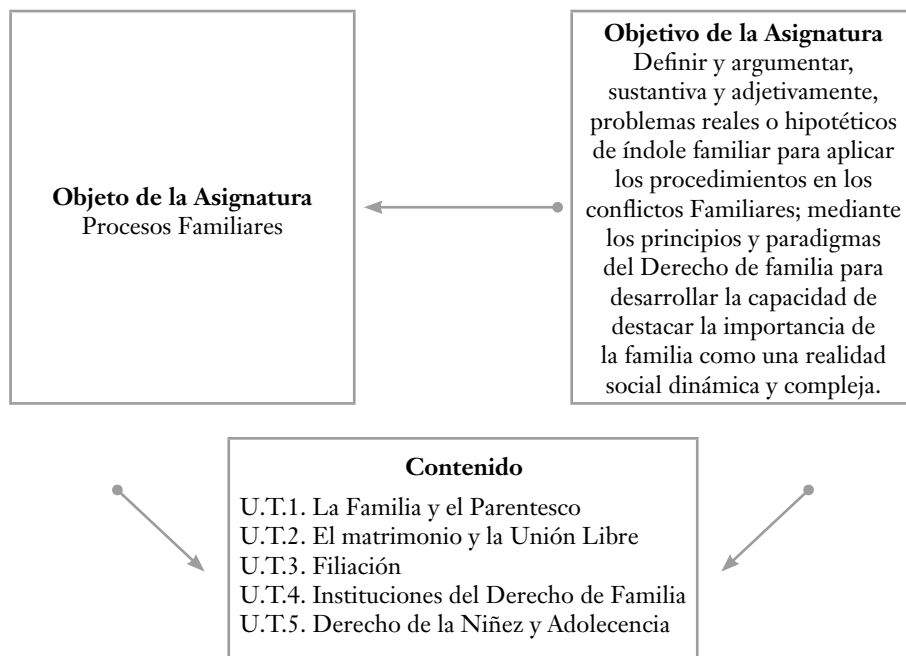 Objeto de la Asignatura
Procesos Familiares
Objetivo de la Asignatura
Definir y argumentar,
sustantiva y adjetivamente,
problemas reales o hipotéticos
de índole familiar para aplicar
los procedimientos en los
conflictos Familiares; mediante
los principios y paradigmas
del Derecho de familia para
desarrollar la capacidad de
destacar la importancia de
la familia como una realidad
social dinámica y compleja.
Contenido
U.T.1. La Familia y el Parentesco
U.T.2. El matrimonio y la Unión Libre
U.T.3. Filiación
U.T.4. Instituciones del Derecho de Familia
U.T.5. Derecho de la Niñez y Adolecencia